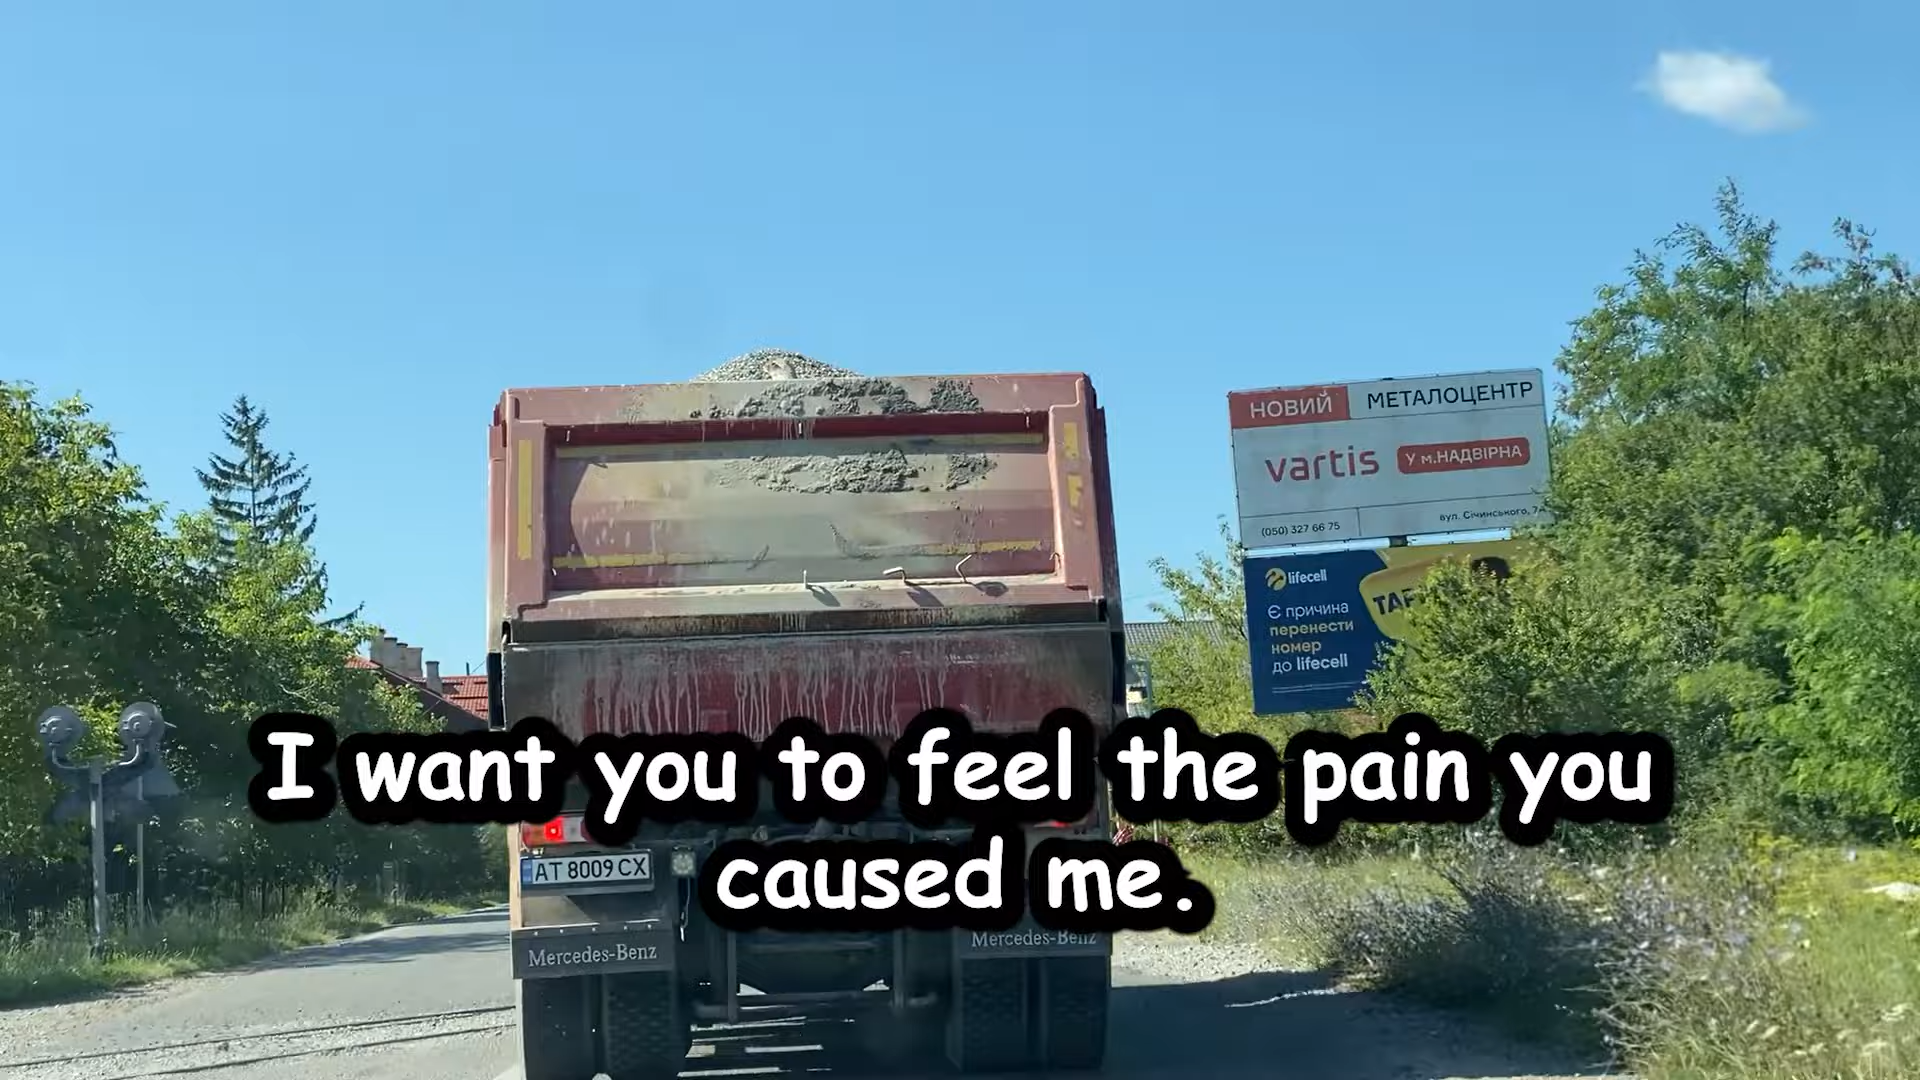 НОВИЙ МЕТАЛОЦЕНТР
vartis У м.НАДВІРНА
(050) 327 66 75 вул. Січинського,
lifecell
Є причина
перенести
номер
до lifecell
I want you to feel the pain you
caused me.
AT 8009 CX
Mercedes-Benz
Mercedes-Benz